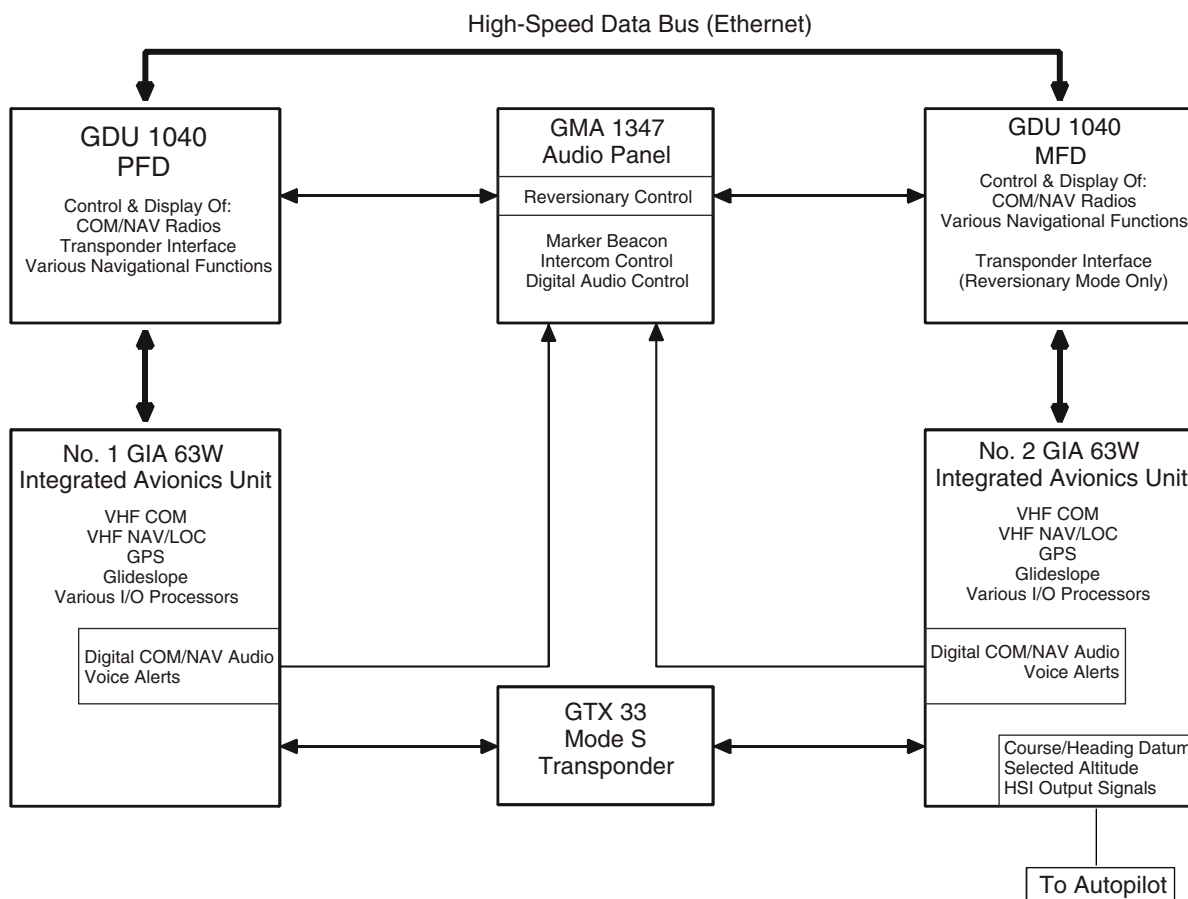 High-Speed Data Bus (Ethernet)
GDU 1040
PFD
Control & Display Of:
COM/NAV Radios
Transponder Interface
Various Navigational Functions
GMA 1347
Audio Panel
Reversionary Control
Marker Beacon
Intercom Control
Digital Audio Control
GDU 1040
MFD
Control & Display Of:
COM/NAV Radios
Various Navigational Functions
Transponder Interface
(Reversionary Mode Only)
No. 1 GIA 63W
Integrated Avionics Unit
VHF COM
VHF NAV/LOC
GPS
Glideslope
Various I/O Processors
Digital COM/NAV Audio
Voice Alerts
GTX 33
Mode S
Transponder
No. 2 GIA 63W
Integrated Avionics Unit
VHF COM
VHF NAV/LOC
GPS
Glideslope
Various I/O Processors
Digital COM/NAV Audio
Voice Alerts
Course/Heading Datum
Selected Altitude
HSI Output Signals
To Autopilot